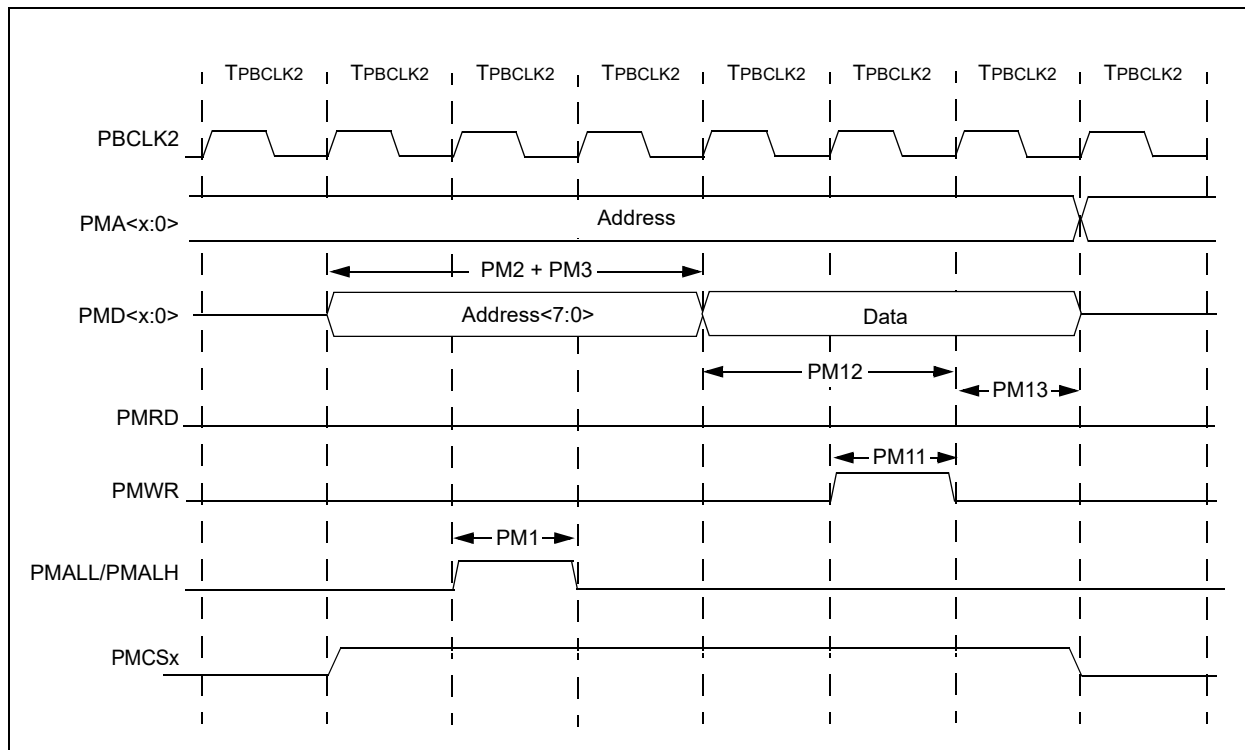 TPBCLK2 TPBCLK2 TPBCLK2 TPBCLK2 TPBCLK2 TPBCLK2 TPBCLK2 TPBCLK2
PBCLK2
PMA<x:0> Address
PM2 + PM3
PMD<x:0> Address<7:0> Data
PM12
PM13
PMRD
PM11
PMWR
PM1
PMALL/PMALH
PMCSx